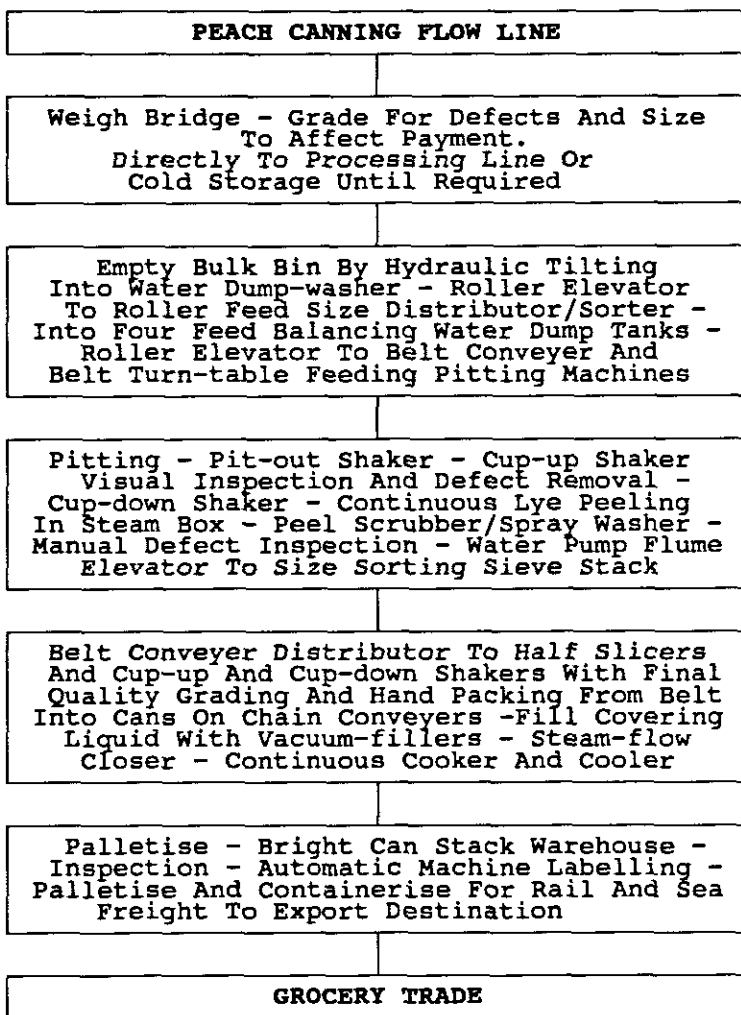 PEACH CANNING FLOW LINE
Weigh Bridge - Grade For Defects And Size
To Affect Payment.
Directly To Processing Line Or
Cold Storage Until Required
Empty Bulk Bin By Hydraulic Tilting
Into Water Dump-washer - Roller Elevator
To Roller Feed Size Distributor/Sorter -
Into Four Feed Balancing Water Dump Tanks -
Roller Elevator To Belt Conveyer And
Belt Turn-table Feeding Pitting Machines
Pitting - Pit-out Shaker - Cup-up Shaker
Visual Inspection And Defect Removal -
Cup-down Shaker - Continuous Lye Peeling
In Steam Box - Peel Scrubber/Spray Washer -
Manual Defect Inspection - Water Pump Flume
Elevator To Size Sorting Sieve Stack
Belt Conveyer Distributor To Half Slicers
And Cup-up And Cup-down Shakers With Final
Quality Grading And Hand Packing From Belt
Into Cans On Chain Conveyers -Fill Covering
Liquid With Vacuum-fillers - Steam-flow
Closer - Continuous Cooker And Cooler
Palletise - Bright Can Stack Warehouse -
Inspection - Automatic Machine Labelling -
Palletise And Containerise For Rail And Sea
Freight To Export Destination
GROCERY TRADE